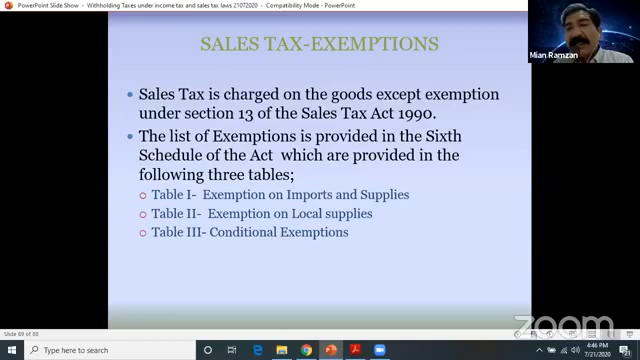 PowerPoint Slide Show - Withholding Taxes under income tax and sales tax laws 21072020 - Compatibility Mode - PowerPoint
Mian Ramzan
SALES TAX-EXEMPTIONS
Sales Tax is charged on the goods except exemption
under section 13 of the Sales Tax Act 1990.
The list of Exemptions is provided in the Sixth
Schedule of the Act which are provided in the
following three tables;
Table I- Exemption on Imports and Supplies
Table II- Exemption on Local supplies
Table III- Conditional Exemptions
zoom
Type here to search
4:46 PM
7/21/2020